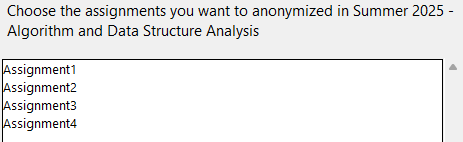 Choose the assignments you want to anonymized in Summer 2025 -
Algorithm and Data Structure Analysis
Assignment1
Assignment2
Assignment3
Assignment4